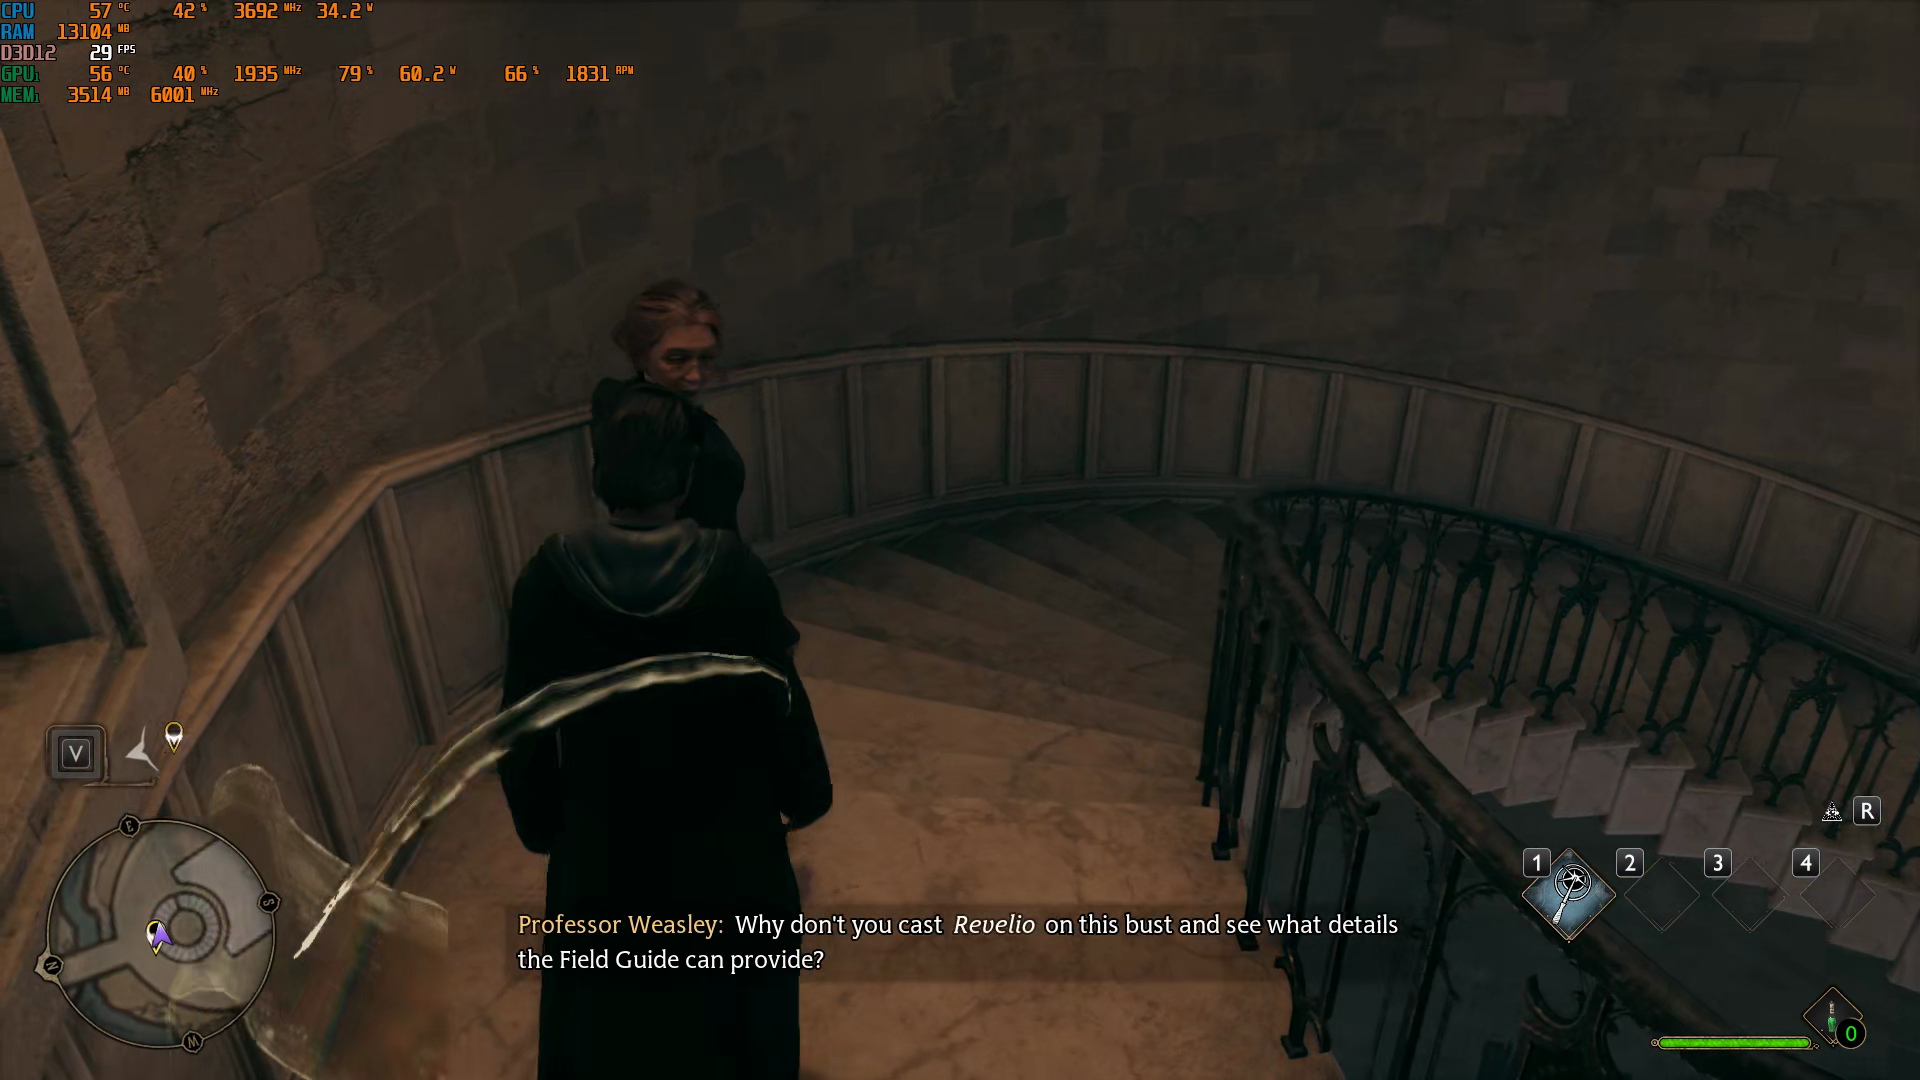 CPU 57 °C 42 % 3692 MHz 34.2 W
RAM 13104 MB
D3D12 29 FPS
GPU1 56 °C 40 % 1935 MHz 79 % 60.2 W 66 % 1831 RPM
MEM1 3514 MB 6001 MHz
V
E
S
N
W
R
1 2 3 4
Professor Weasley: Why don't you cast Revelio on this bust and see what details
the Field Guide can provide?
0